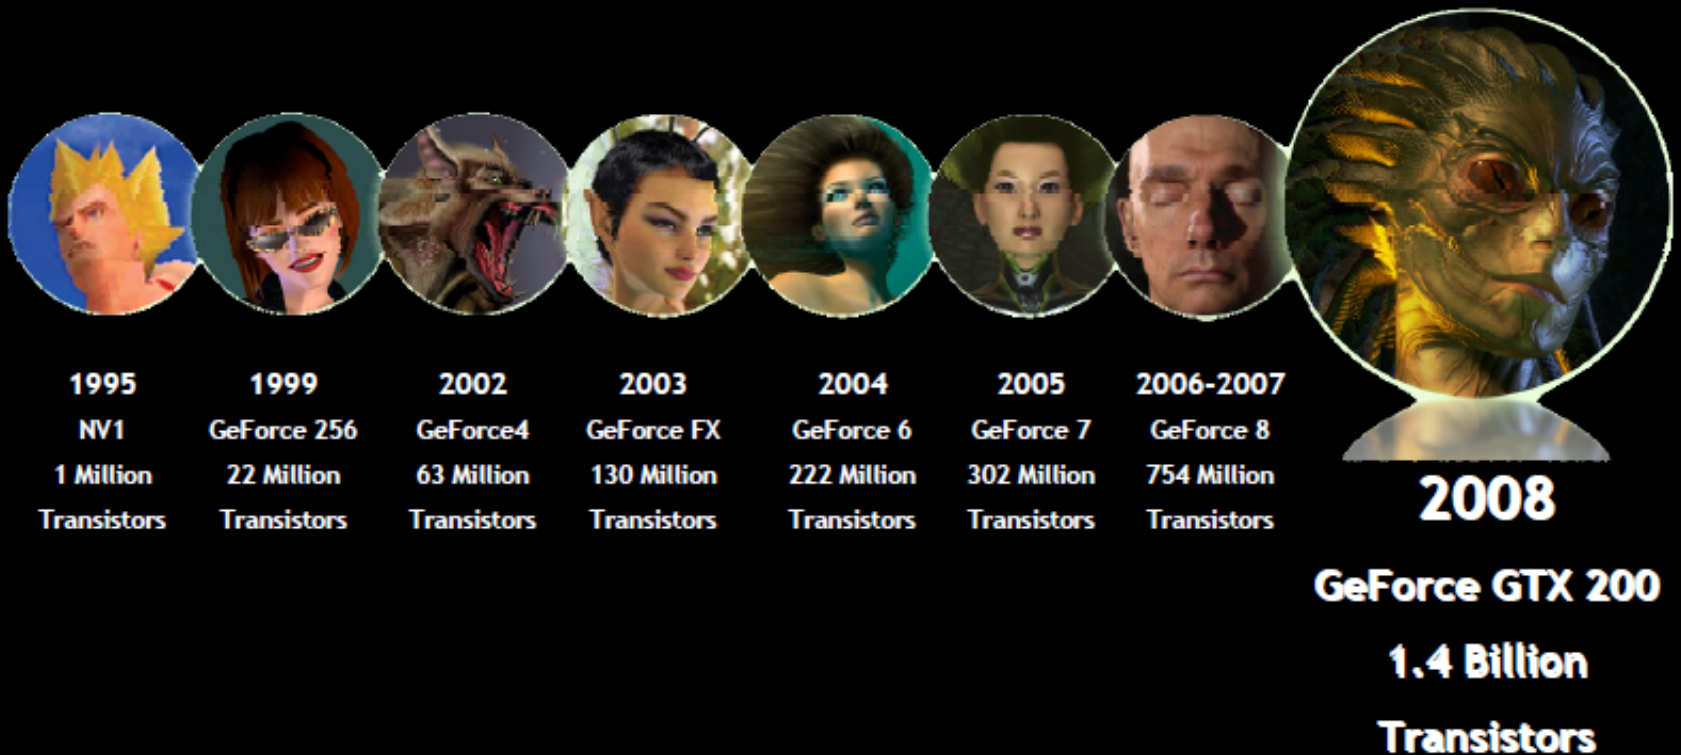 1995
NV1
1 Million
Transistors
1999
GeForce 256
22 Million
Transistors
2002
GeForce4
63 Million
Transistors
2003
GeForce FX
130 Million
Transistors
2004
GeForce 6
222 Million
Transistors
2005
GeForce 7
302 Million
Transistors
2006-2007
GeForce 8
754 Million
Transistors
2008
GeForce GTX 200
1.4 Billion
Transistors